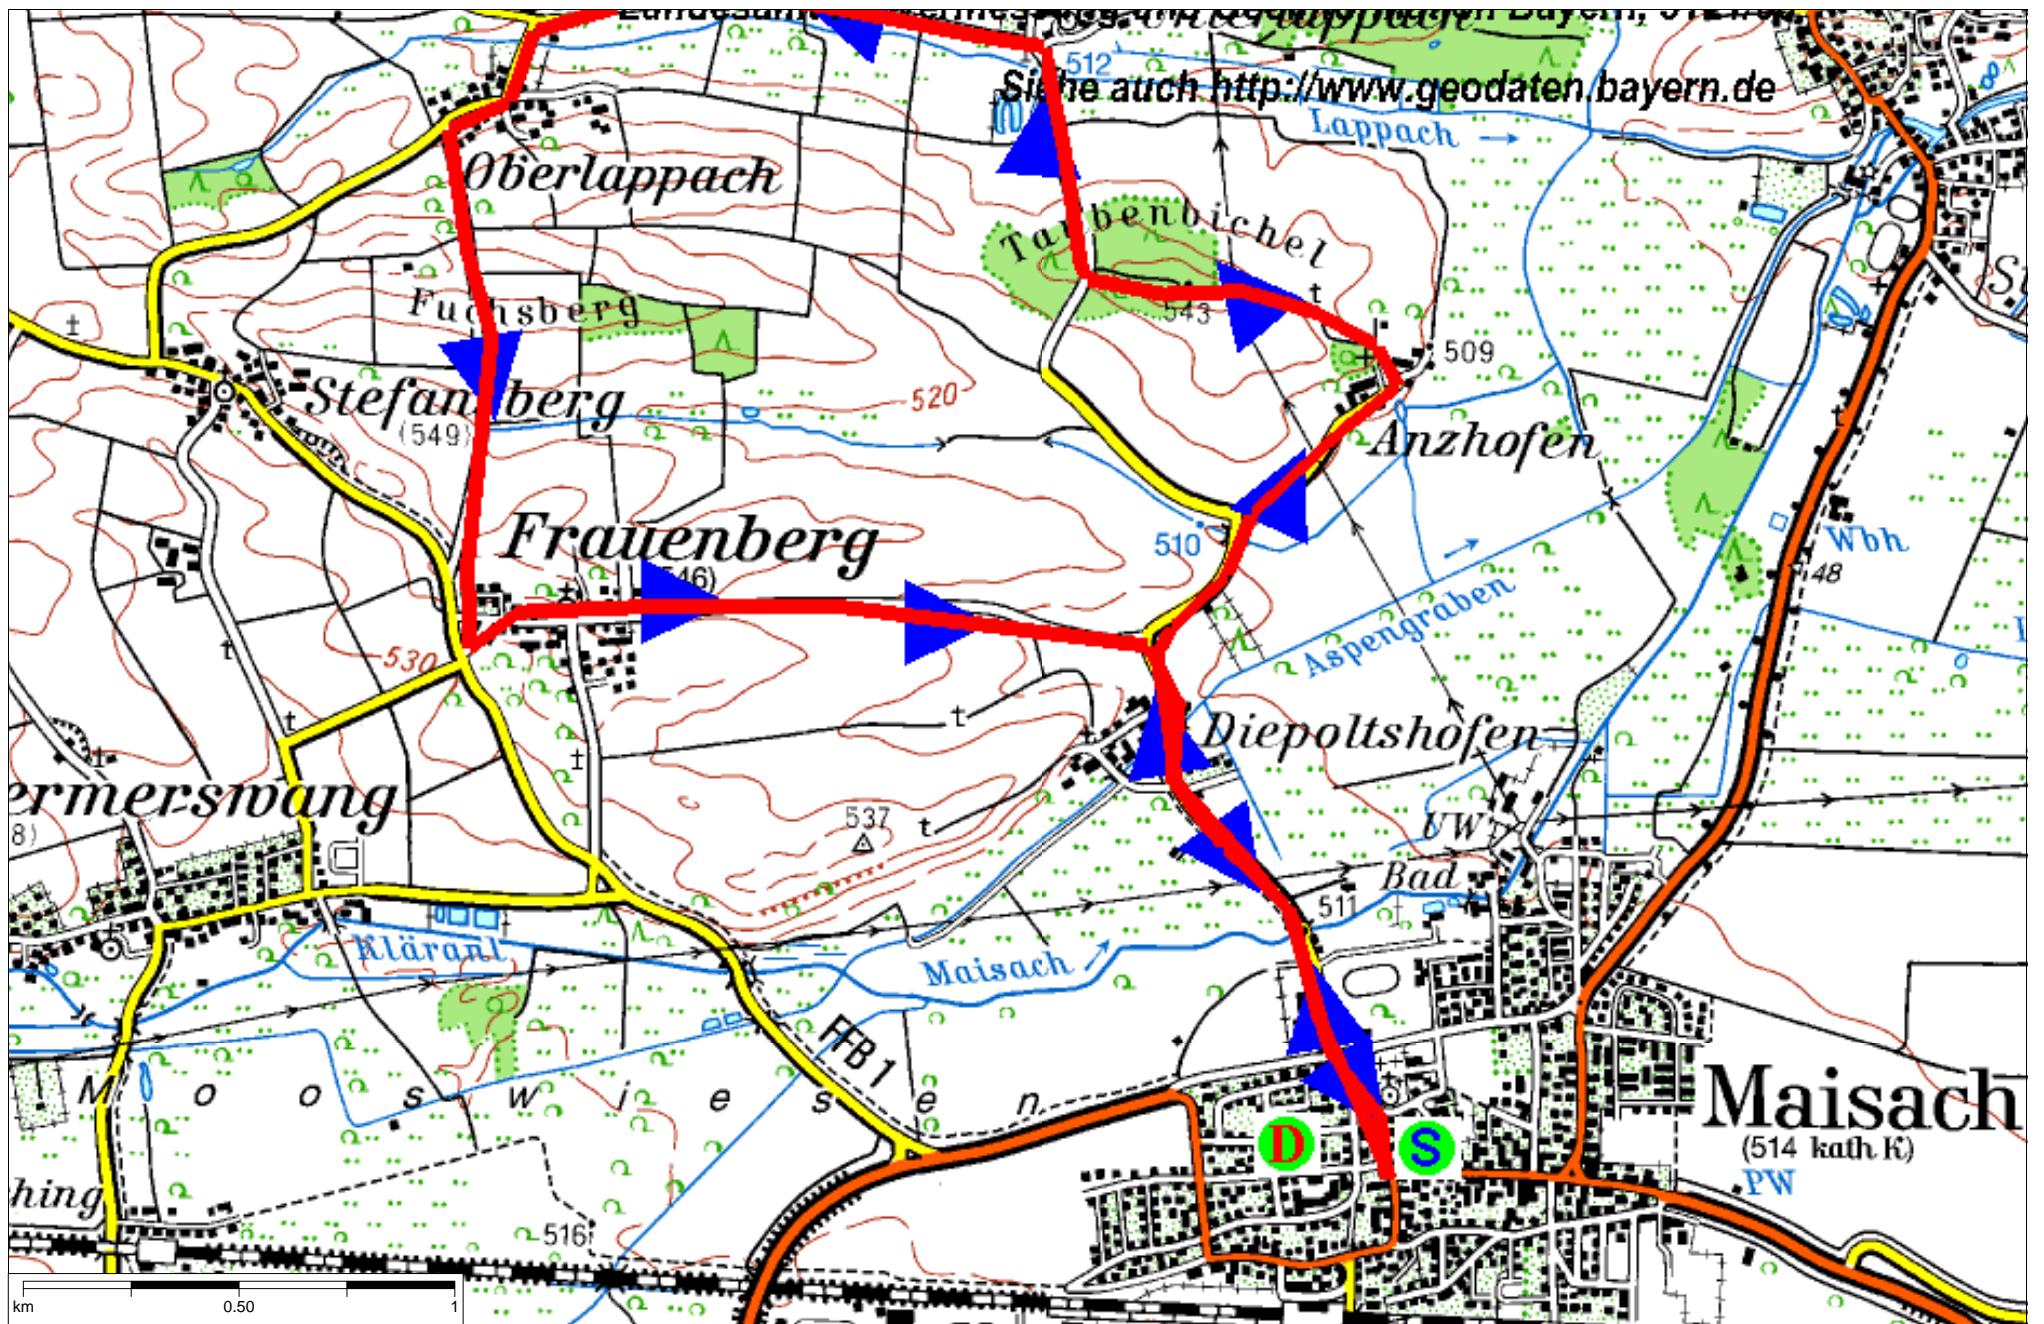 Siehe auch http://www.geodaten.bayern.de
512
Lappach
Oberlappach
Taubenbichel
Fuchsberg
543
509
Stefansberg
(549)
520
Anzhofen
Frauenberg
510
Wbh
48
Aspengraben
530
Diepoltshofen
ermerswang
8)
537
UW
Bad
511
Kläranl
Maisach
FFB 1
Mooswiesen
Maisach
(514 kath K)
PW
D
S
hing
516
km
0.50
1